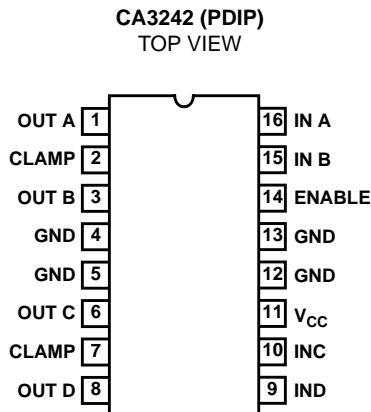 CA3242 (PDIP)
TOP VIEW
OUT A 1 16 IN A
CLAMP 2 15 IN B
OUT B 3 14 ENABLE
GND 4 13 GND
GND 5 12 GND
OUT C 6 11 VCC
CLAMP 7 10 INC
OUT D 8 9 IND